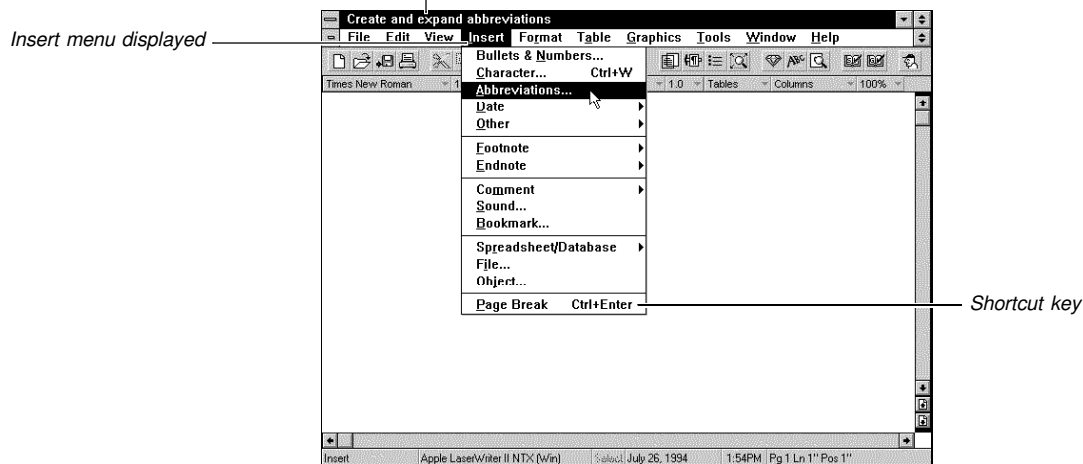 Create and expand abbreviations
Insert menu displayed
File Edit View Insert Format Table Graphics Tools Window Help
Times New Roman 1.0 Tables Columns 100%
Bullets & Numbers...
Character... Ctrl+W
Abbreviations...
Date
Other
Footnote
Endnote
Comment
Sound...
Bookmark...
Spreadsheet/Database
File...
Object...
Page Break Ctrl+Enter
Shortcut key
Insert Apple LaserWriter II NTX (Win) Select July 26, 1994 1:54PM Pg 1 Ln 1" Pos 1"